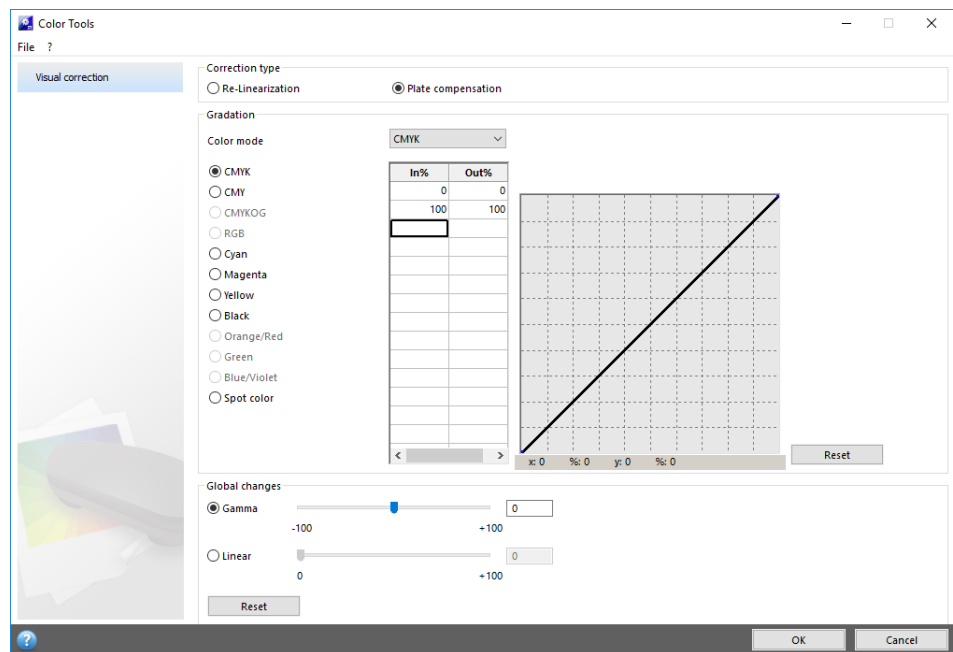 Color Tools
File ?
Visual correction
Correction type
Re-Linearization Plate compensation
Gradation
Color mode CMYK
CMYK
CMY
CMYKOG
RGB
Cyan
Magenta
Yellow
Black
Orange/Red
Green
Blue/Violet
Spot color
In% Out%
0 0
100 100
x: 0 %: 0 y: 0 %: 0
Reset
Global changes
Gamma 0
-100 +100
Linear 0
0 +100
Reset
?
OK Cancel